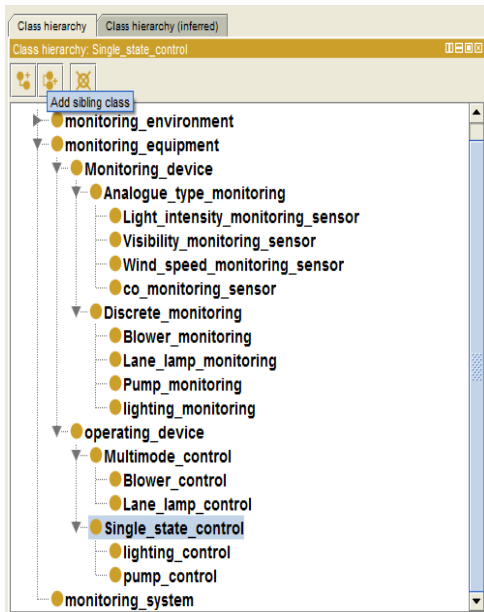 Class hierarchy Class hierarchy (inferred)
Class hierarchy: Single_state_control
Add sibling class
monitoring_environment
monitoring_equipment
Monitoring_device
Analogue_type_monitoring
Light_intensity_monitoring_sensor
Visibility_monitoring_sensor
Wind_speed_monitoring_sensor
co_monitoring_sensor
Discrete_monitoring
Blower_monitoring
Lane_lamp_monitoring
Pump_monitoring
lighting_monitoring
operating_device
Multimode_control
Blower_control
Lane_lamp_control
Single_state_control
lighting_control
pump_control
monitoring_system